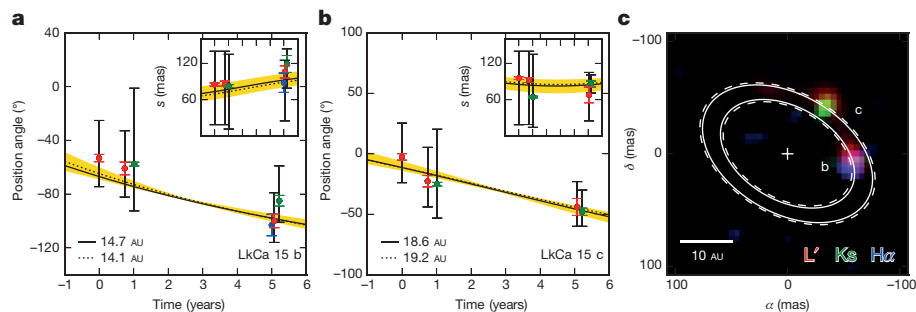 a
Position angle (°)
40
0
-40
-80
-120
s (mas)
120
60
14.7 AU
14.1 AU
LkCa 15 b
-1 0 1 2 3 4 5 6
Time (years)
b
Position angle (°)
100
50
0
-50
-100
s (mas)
120
60
18.6 AU
19.2 AU
LkCa 15 c
-1 0 1 2 3 4 5 6
Time (years)
c
δ (mas)
-100
0
100
c
b
10 AU
L′ Ks Hα
100 0 -100
α (mas)